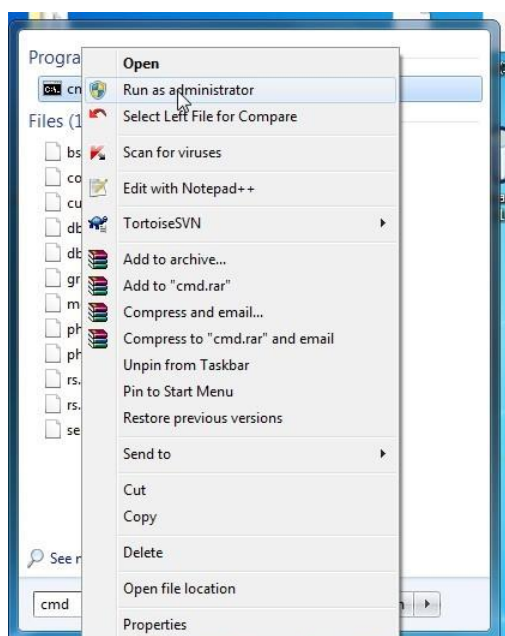 Progra
Files (1
bs
co
cu
db
db
gr
m
ph
ph
rs.
rs.
se
See
cmd
Open
Run as administrator
Select Left File for Compare
Scan for viruses
Edit with Notepad++
TortoiseSVN
Add to archive...
Add to "cmd.rar"
Compress and email...
Compress to "cmd.rar" and email
Unpin from Taskbar
Pin to Start Menu
Restore previous versions
Send to
Cut
Copy
Delete
Open file location
Properties